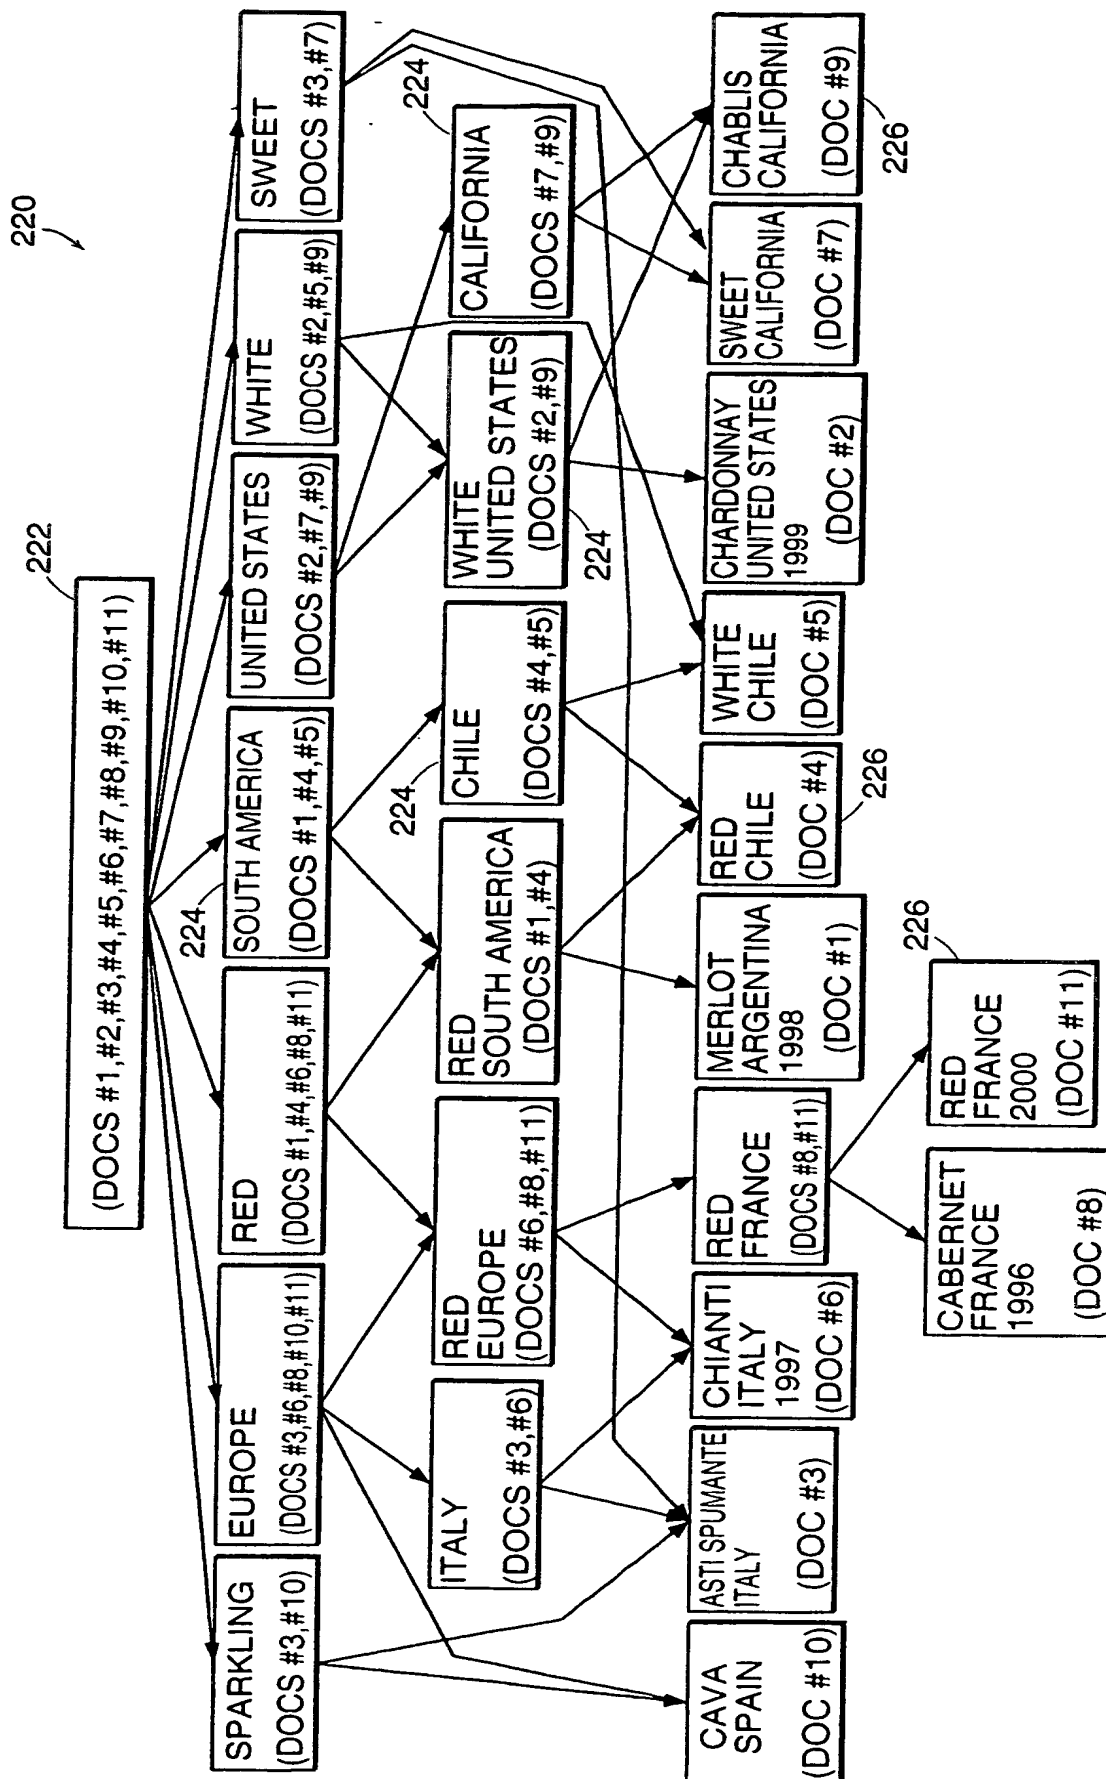 220
222
(DOCS #1,#2,#3,#4,#5,#6,#7,#8,#9,#10,#11)
SPARKLING
(DOCS #3,#10)
EUROPE
(DOCS #3,#6,#8,#10,#11)
RED
(DOCS #1,#4,#6,#8,#11)
224
SOUTH AMERICA
(DOCS #1,#4,#5)
UNITED STATES
(DOCS #2,#7,#9)
WHITE
(DOCS #2,#5,#9)
SWEET
(DOCS #3,#7)
ITALY
(DOCS #3,#6)
RED
EUROPE
(DOCS #6,#8,#11)
RED
SOUTH AMERICA
(DOCS #1,#4)
224
CHILE
(DOCS #4,#5)
WHITE
UNITED STATES
(DOCS #2,#9)
224
224
CALIFORNIA
(DOCS #7,#9)
CAVA
SPAIN
(DOC #10)
ASTI SPUMANTE
ITALY
(DOC #3)
CHIANTI
ITALY
1997
(DOC #6)
RED
FRANCE
(DOCS #8,#11)
MERLOT
ARGENTINA
1998
(DOC #1)
RED
CHILE
(DOC #4)
226
WHITE
CHILE
(DOC #5)
CHARDONNAY
UNITED STATES
1999
(DOC #2)
SWEET
CALIFORNIA
(DOC #7)
CHABLIS
CALIFORNIA
(DOC #9)
226
CABERNET
FRANCE
1996
(DOC #8)
226
RED
FRANCE
2000
(DOC #11)